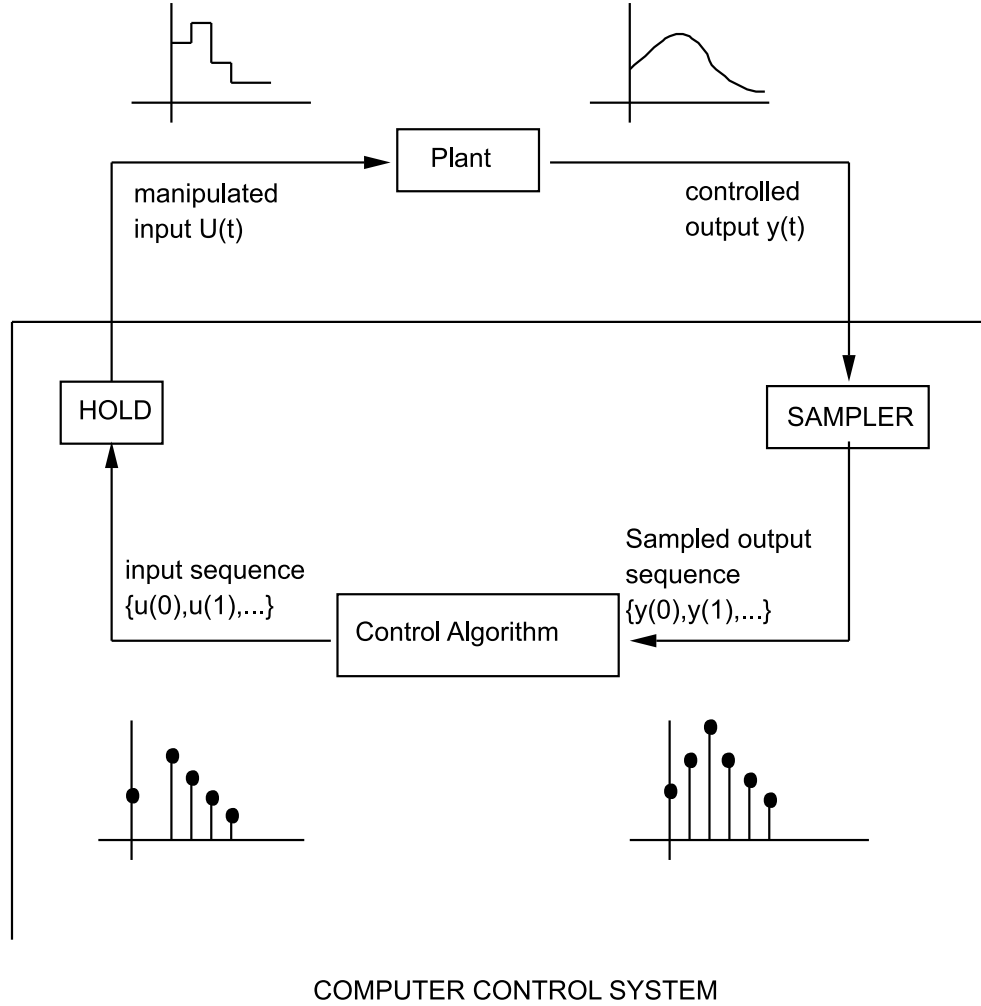 Plant
manipulated
input U(t)
controlled
output y(t)
HOLD
SAMPLER
input sequence
{u(0),u(1),...}
Sampled output
sequence
{y(0),y(1),...}
Control Algorithm
COMPUTER CONTROL SYSTEM